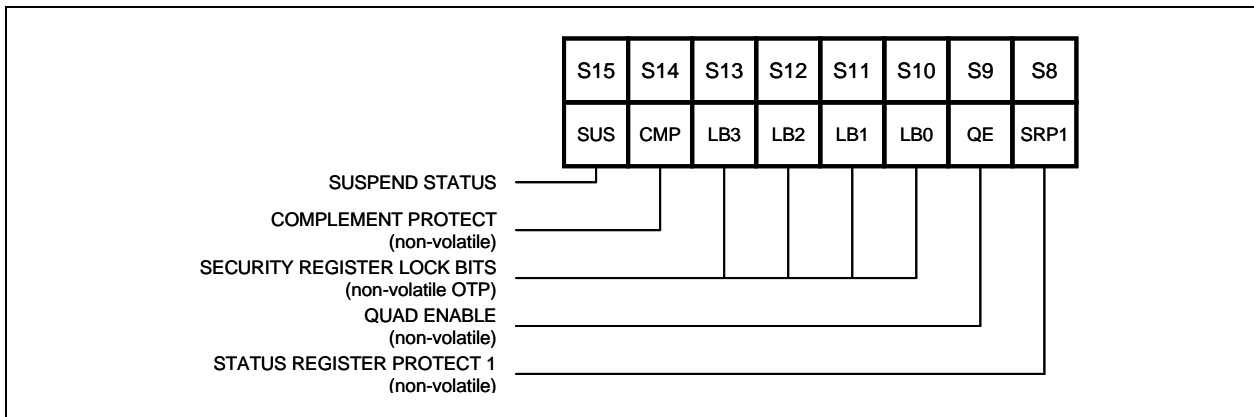 S15 S14 S13 S12 S11 S10 S9 S8
SUS CMP LB3 LB2 LB1 LB0 QE SRP1
SUSPEND STATUS
COMPLEMENT PROTECT
(non-volatile)
SECURITY REGISTER LOCK BITS
(non-volatile OTP)
QUAD ENABLE
(non-volatile)
STATUS REGISTER PROTECT 1
(non-volatile)